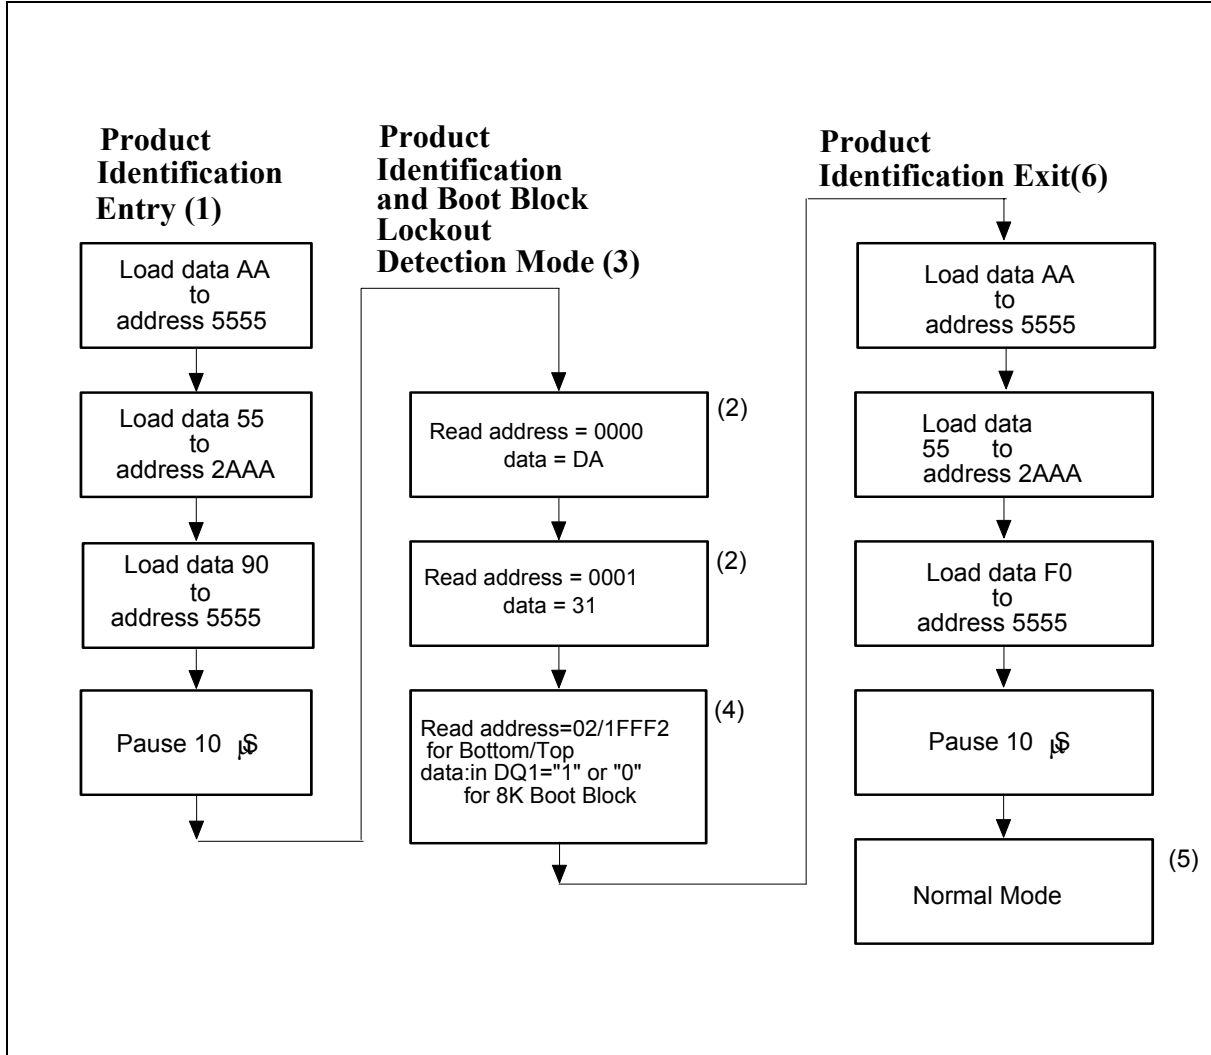 Product
Identification
Entry (1)
Load data AA
to
address 5555
Load data 55
to
address 2AAA
Load data 90
to
address 5555
Pause 10 µS
Product
Identification
and Boot Block
Lockout
Detection Mode (3)
Read address = 0000
data = DA
(2)
Read address = 0001
data = 31
(2)
Read address=02/1FFF2
for Bottom/Top
data:in DQ1="1" or "0"
for 8K Boot Block
(4)
Product
Identification Exit(6)
Load data AA
to
address 5555
Load data
55 to
address 2AAA
Load data F0
to
address 5555
Pause 10 µS
Normal Mode
(5)